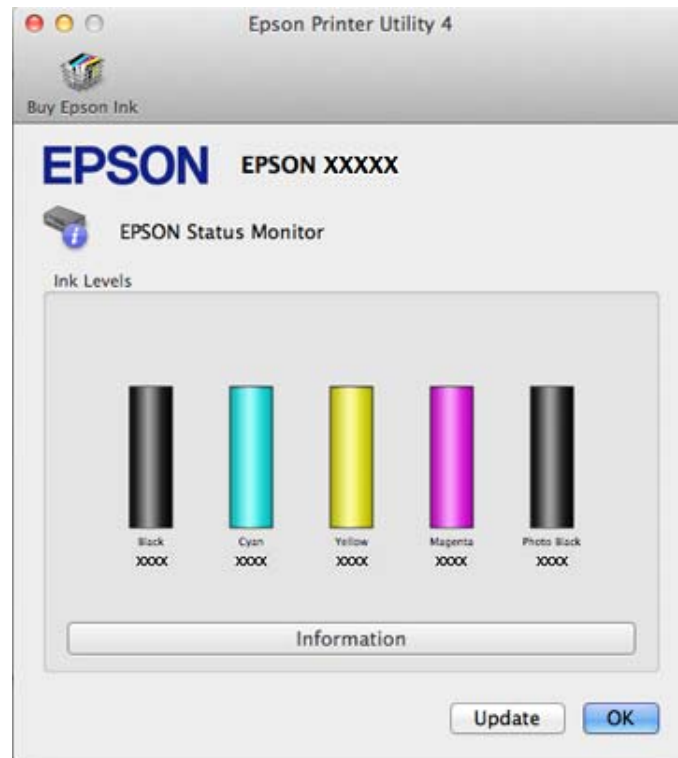 Epson Printer Utility 4
Buy Epson Ink
EPSON EPSON XXXXX
EPSON Status Monitor
Ink Levels
Black Cyan Yellow Magenta Photo Black
XXXX XXXX XXXX XXXX XXXX
Information
Update OK